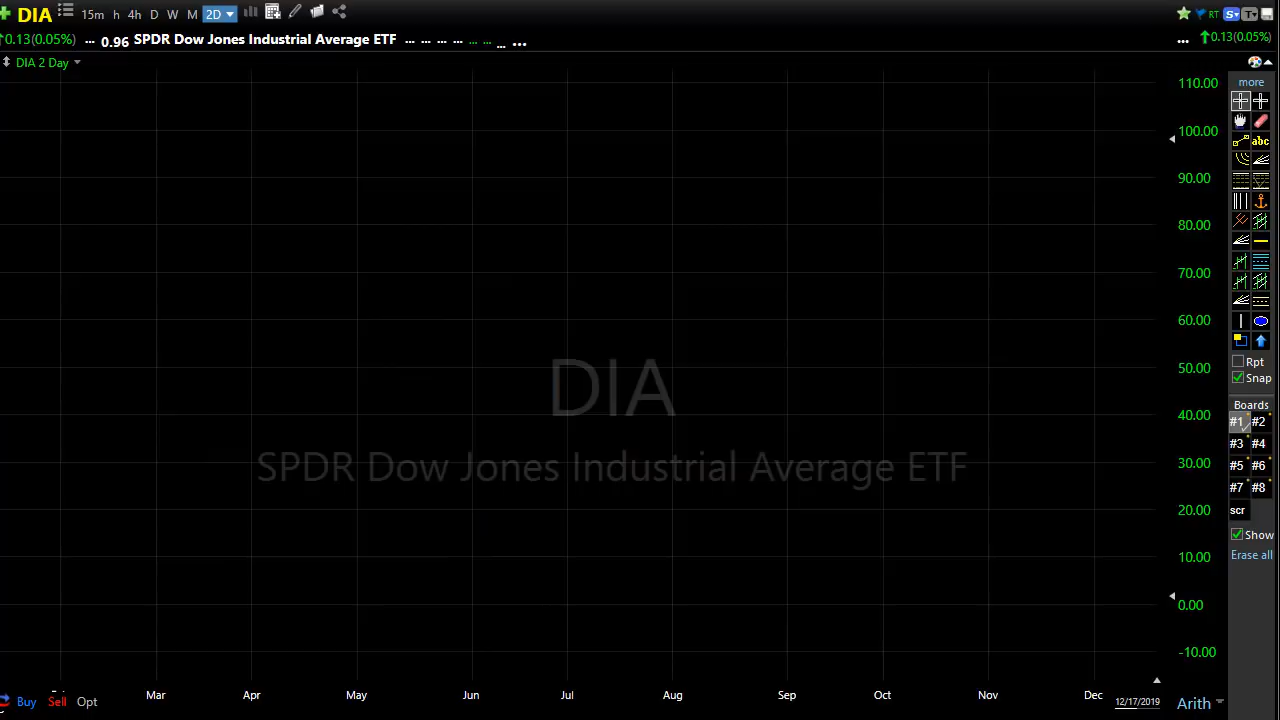 DIA 15m h 4h D W M 2D RT S T
0.13(0.05%) ... 0.96 SPDR Dow Jones Industrial Average ETF ... ... ... ... ... ... ... ... ... 0.13(0.05%)
DIA 2 Day
more
110.00
100.00
abc
90.00
80.00
70.00
60.00
Rpt
50.00
Snap
DIA
Boards
40.00
#1 #2
#3 #4
SPDR Dow Jones Industrial Average ETF
30.00
#5 #6
#7 #8
20.00
scr
Show
10.00
Erase all
0.00
-10.00
Mar Apr May Jun Jul Aug Sep Oct Nov Dec
Buy Sell Opt 12/17/2019 Arith